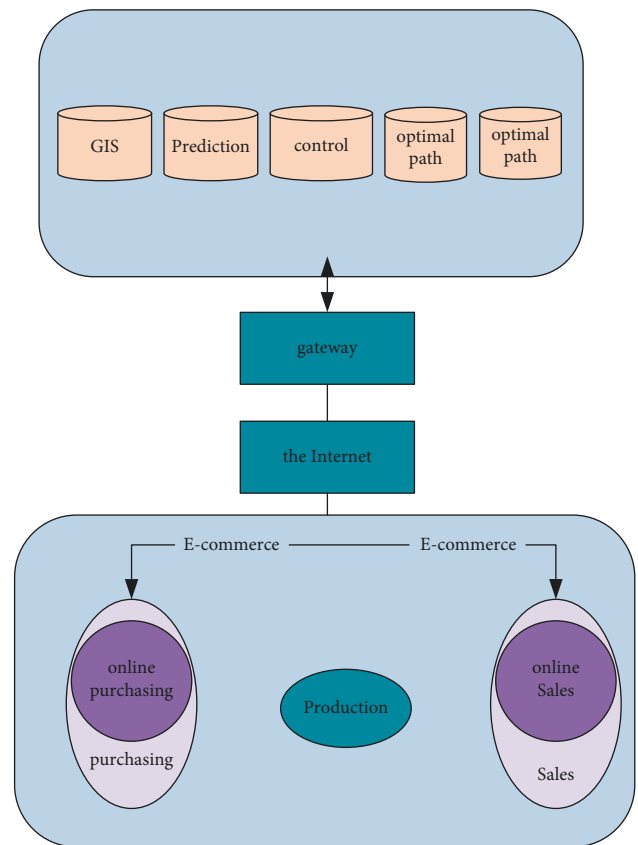 GIS
Prediction
control
optimal
path
optimal
path
gateway
the Internet
E-commerce
E-commerce
online
purchasing
purchasing
Production
online
Sales
Sales